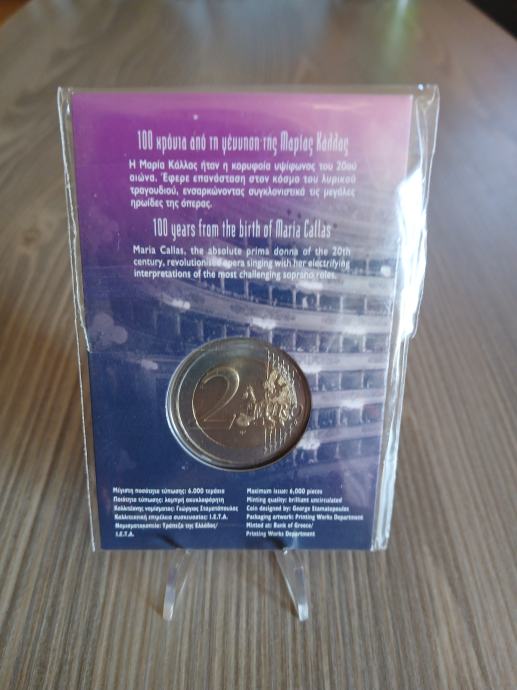 100 χρόνια από τη γέννηση της Μαρίας Κάλλας
Η Μαρία Κάλλας ήταν η κορυφαία υψίφωνος του 20ού
αιώνα. Έφερε επανάσταση στον κόσμο του λυρικού
τραγουδιού, ενσαρκώνοντας συγκλονιστικά τις μεγάλες
ηρωίδες της όπερας.
100 years from the birth of Maria Callas
Maria Callas, the absolute prima donna of the 20th
century, revolutionised opera singing with her electrifying
interpretations of the most challenging soprano roles.
2 EURO
Μέγιστη ποσότητα τύπωσης: 6.000 τεμάχια
Ποιότητα τύπωσης: λαμπρή ακυκλοφόρητη
Καλλιτέχνης νομίσματος: Γεώργιος Σταματόπουλος
Καλλιτεχνική επιμέλεια συσκευασίας: Ι.Ε.Τ.Α.
Νομισματοκοπείο: Τράπεζα της Ελλάδος/
Ι.Ε.Τ.Α.
Maximum issue: 6,000 pieces
Minting quality: brilliant uncirculated
Coin designed by: George Stamatopoulos
Packaging artwork: Printing Works Department
Minted at: Bank of Greece/
Printing Works Department